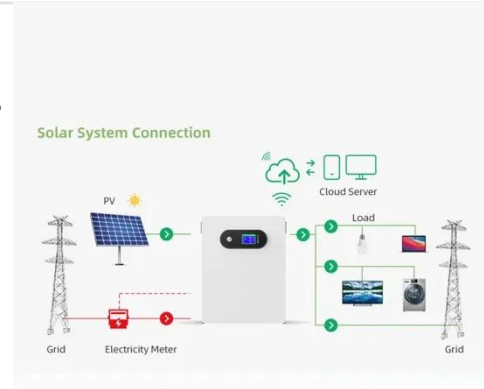 Solar System Connection
Cloud Server
PV
Load
Grid
Electricity Meter
Grid